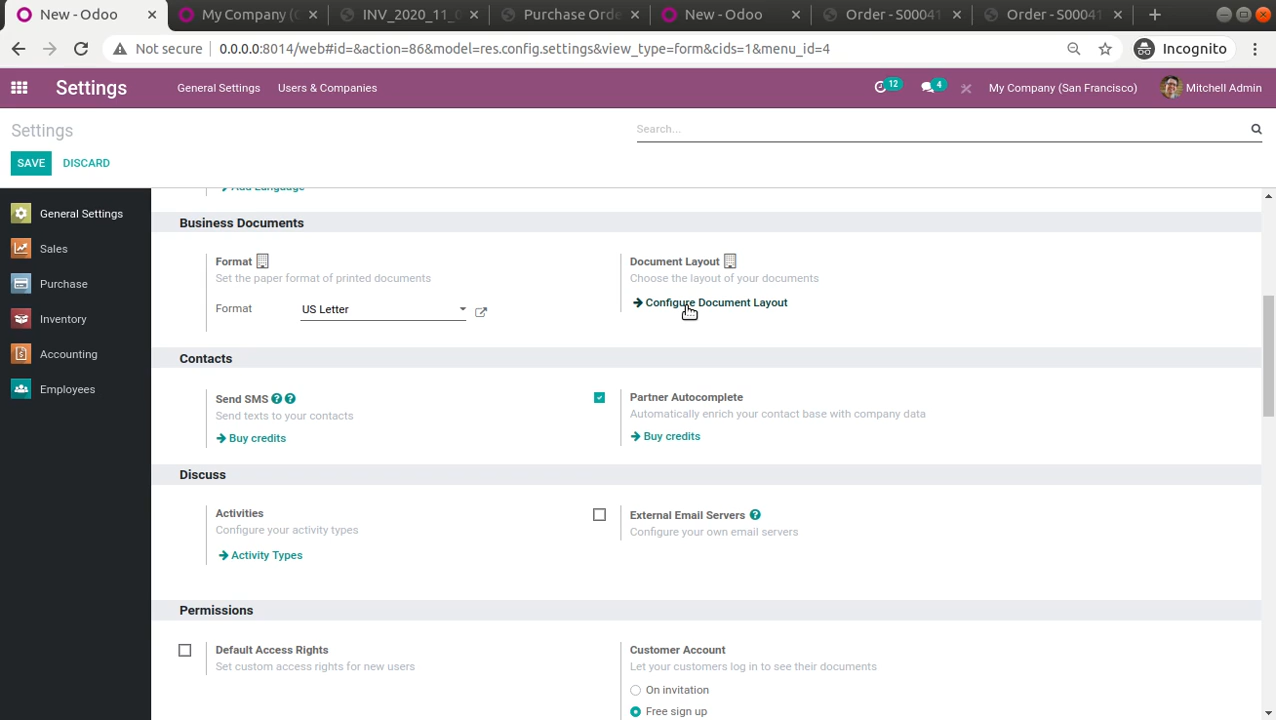 New - Odoo
My Company (
INV_2020_11_
Purchase Orde
New - Odoo
Order - S00041
Order - S00041
Not secure
0.0.0.0:8014/web#id=&action=86&model=res.config.settings&view_type=form&cids=1&menu_id=4
Incognito
Settings
General Settings
Users & Companies
12
4
My Company (San Francisco)
Mitchell Admin
Settings
Search...
SAVE
DISCARD
General Settings
Sales
Purchase
Inventory
Accounting
Employees
Add Language
Business Documents
Format
Set the paper format of printed documents
Format
US Letter
Document Layout
Choose the layout of your documents
Configure Document Layout
Contacts
Send SMS
Send texts to your contacts
Buy credits
Partner Autocomplete
Automatically enrich your contact base with company data
Buy credits
Discuss
Activities
Configure your activity types
Activity Types
External Email Servers
Configure your own email servers
Permissions
Default Access Rights
Set custom access rights for new users
Customer Account
Let your customers log in to see their documents
On invitation
Free sign up